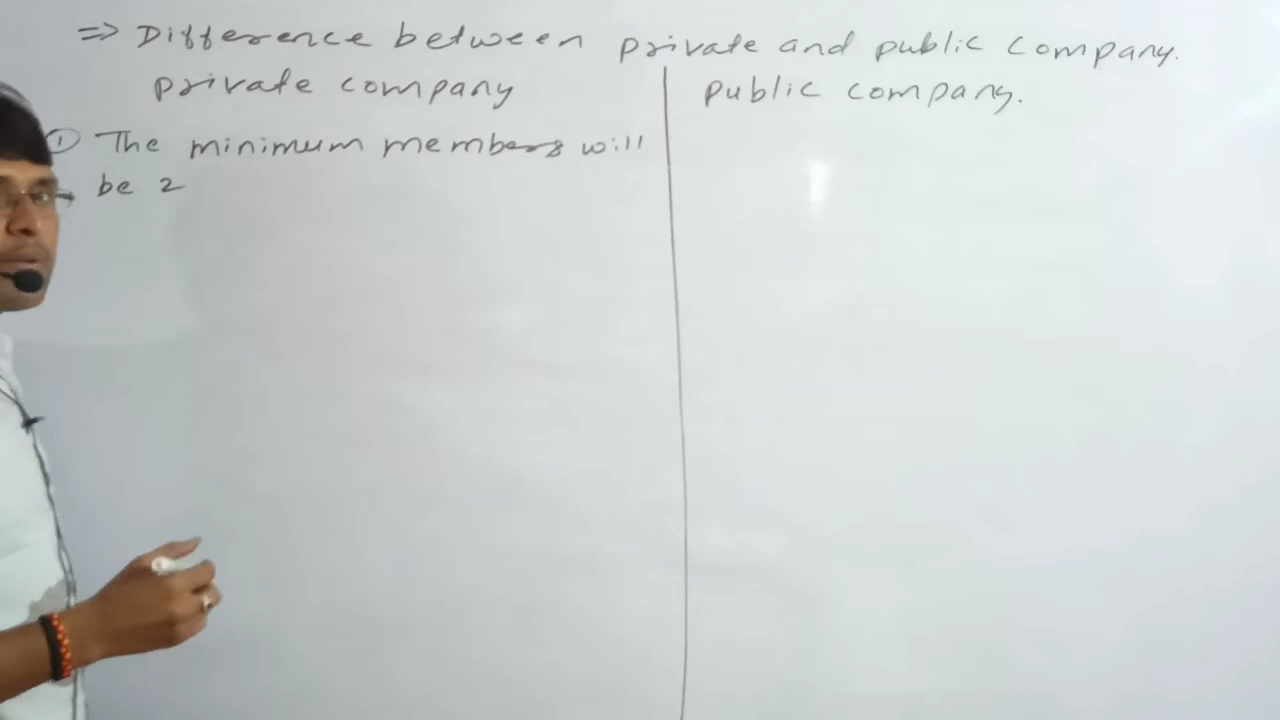 => Difference between private and public company.
private company
public company.
① The minimum members will
be 2